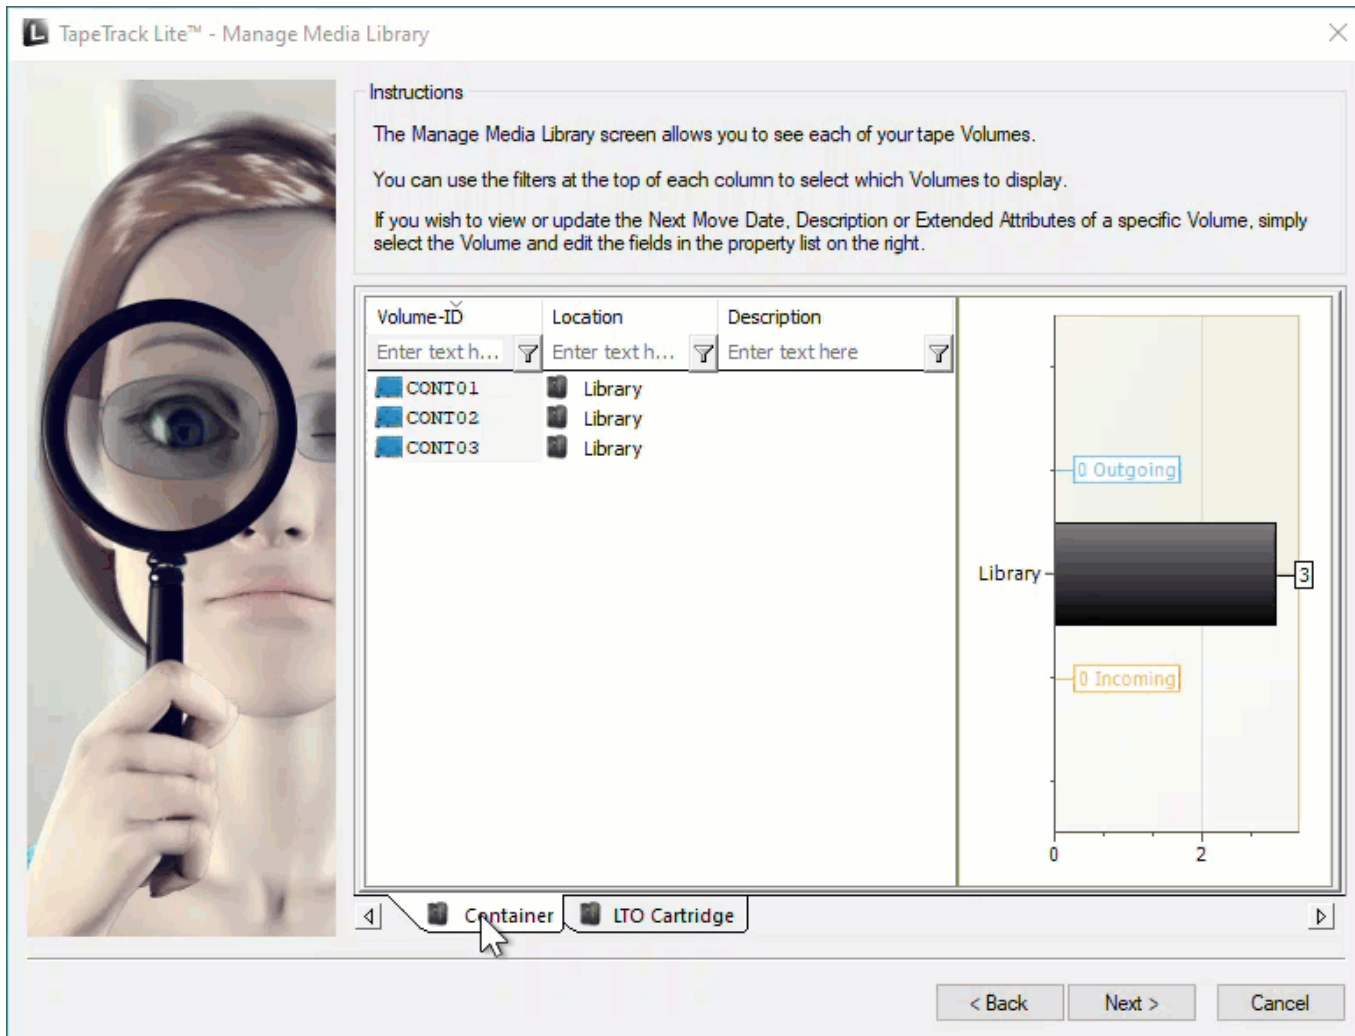 TapeTrack Lite™ - Manage Media Library
Instructions
The Manage Media Library screen allows you to see each of your tape Volumes.
You can use the filters at the top of each column to select which Volumes to display.
If you wish to view or update the Next Move Date, Description or Extended Attributes of a specific Volume, simply
select the Volume and edit the fields in the property list on the right.
Volume-ID Location Description
Enter text h... Enter text h... Enter text here
CONT01 Library
CONT02 Library
CONT03 Library
0 Outgoing
Library 3
0 Incoming
0 2
Container LTO Cartridge
< Back Next > Cancel